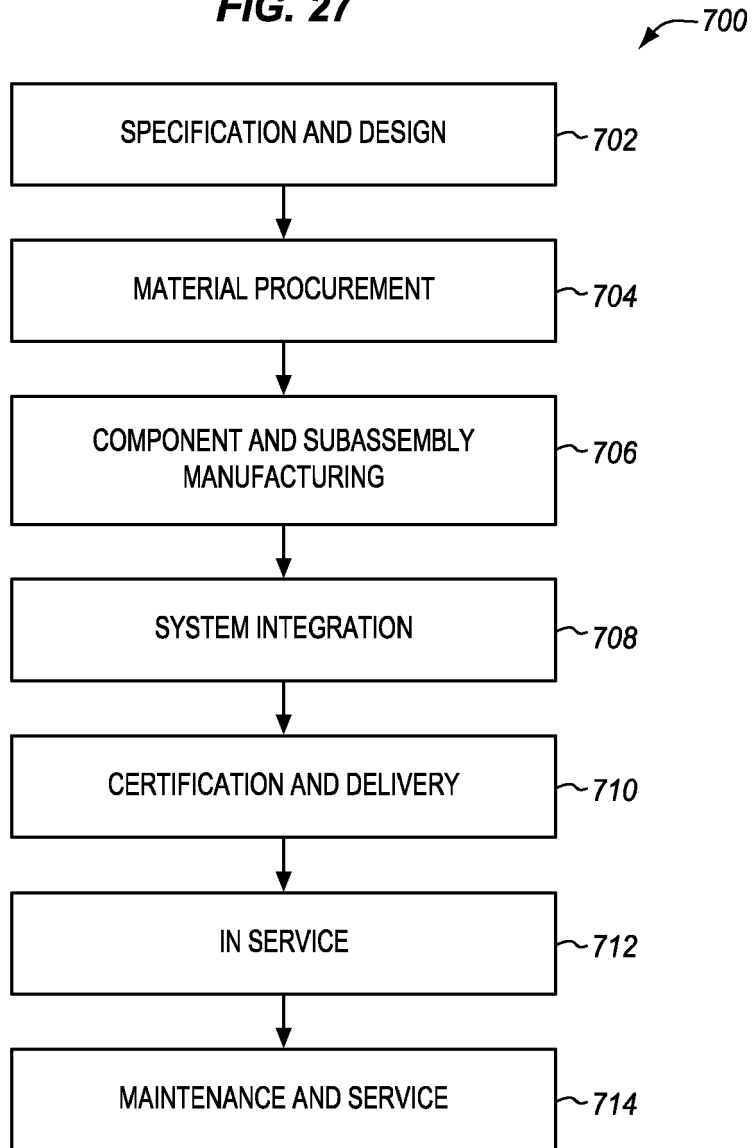 FIG. 27
700
SPECIFICATION AND DESIGN
702
MATERIAL PROCUREMENT
704
COMPONENT AND SUBASSEMBLY
MANUFACTURING
706
SYSTEM INTEGRATION
708
CERTIFICATION AND DELIVERY
710
IN SERVICE
712
MAINTENANCE AND SERVICE
714